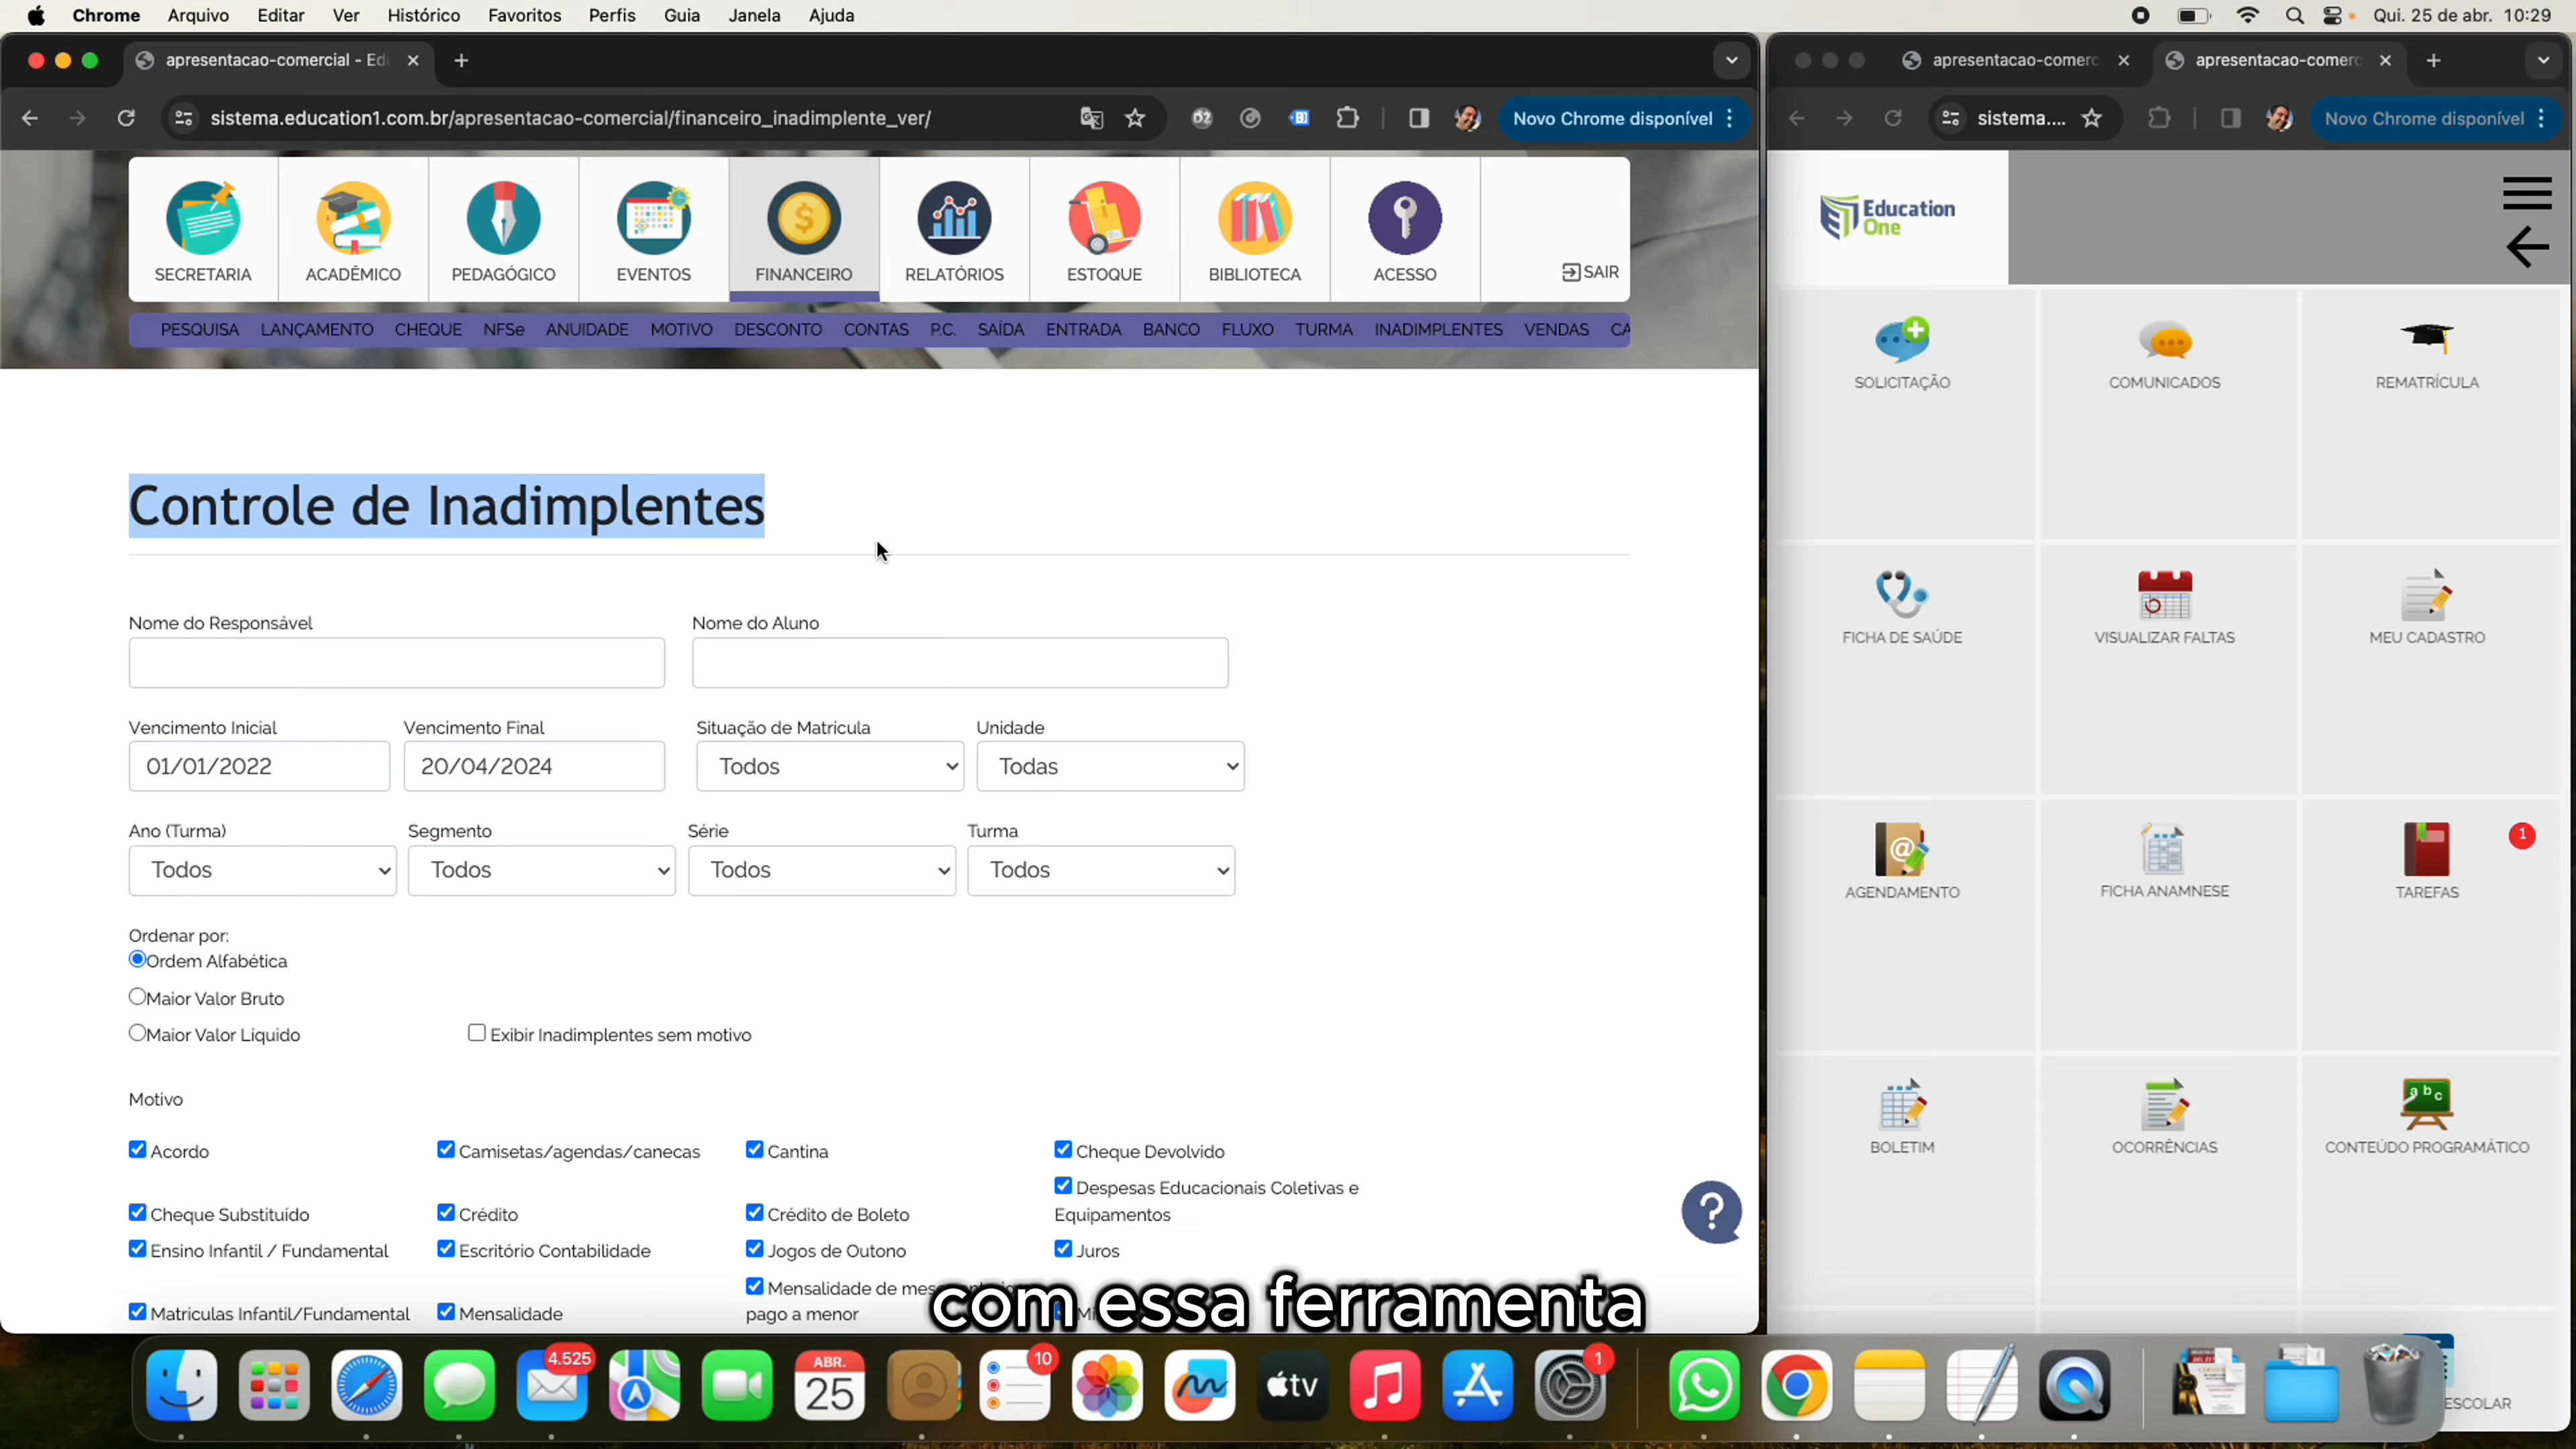 Chrome Arquivo Editar Ver Histórico Favoritos Perfis Guia Janela Ajuda Qui. 25 de abr. 10:29
apresentacao-comercial - Edu
sistema.education1.com.br/apresentacao-comercial/financeiro_inadimplente_ver/ Novo Chrome disponível
SECRETARIA ACADÊMICO PEDAGÓGICO EVENTOS FINANCEIRO RELATÓRIOS ESTOQUE BIBLIOTECA ACESSO SAIR
PESQUISA LANÇAMENTO CHEQUE NFSe ANUIDADE MOTIVO DESCONTO CONTAS P.C. SAÍDA ENTRADA BANCO FLUXO TURMA INADIMPLENTES VENDAS CA
Controle de Inadimplentes
Nome do Responsável Nome do Aluno
Vencimento Inicial Vencimento Final Situação de Matrícula Unidade
01/01/2022 20/04/2024 Todos Todas
Ano (Turma) Segmento Série Turma
Todos Todos Todos Todos
Ordenar por:
Ordem Alfabética
Maior Valor Bruto
Maior Valor Líquido Exibir Inadimplentes sem motivo
Motivo
Acordo Camisetas/agendas/canecas Cantina Cheque Devolvido
Despesas Educacionais Coletivas e
Cheque Substituído Crédito Crédito de Boleto Equipamentos
Ensino Infantil / Fundamental Escritório Contabilidade Jogos de Outono Juros
Mensalidade de mes
Matriculas Infantil/Fundamental Mensalidade pago a menor
com essa ferramenta
apresentacao-comerc apresentacao-comerc
sistema.... Novo Chrome disponível
Education
One
SOLICITAÇÃO COMUNICADOS REMATRÍCULA
FICHA DE SAÚDE VISUALIZAR FALTAS MEU CADASTRO
1
AGENDAMENTO FICHA ANAMNESE TAREFAS
BOLETIM OCORRÊNCIAS CONTEÚDO PROGRAMÁTICO
ESCOLAR
4.525 ABR. 10 1
25 tv